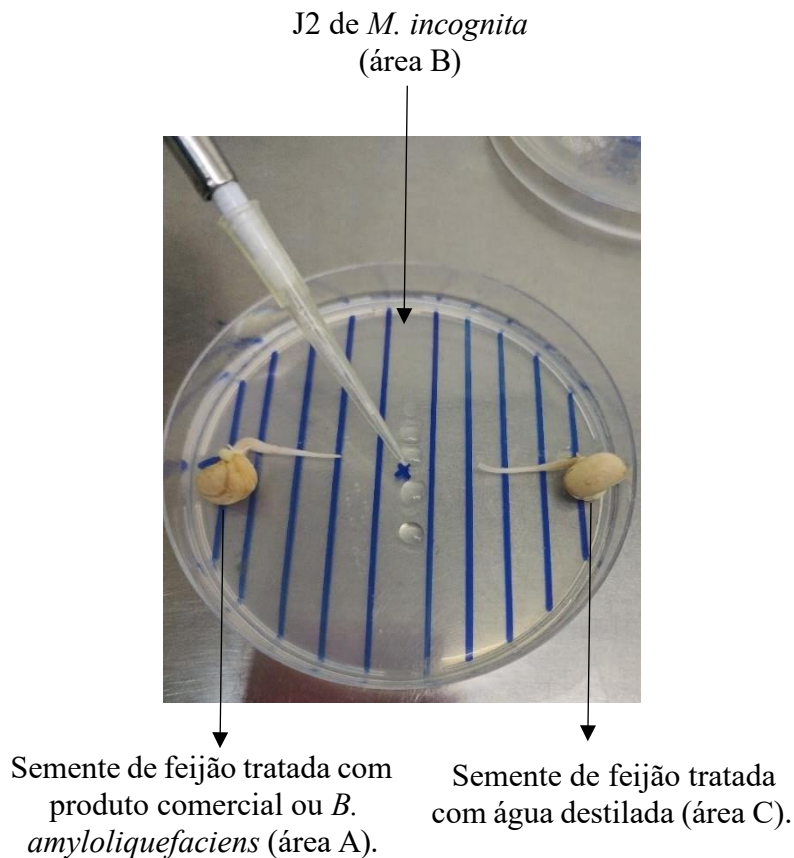 J2 de M. incognita
(área B)
Semente de feijão tratada com
produto comercial ou B.
amyloliquefaciens (área A).
Semente de feijão tratada
com água destilada (área C).